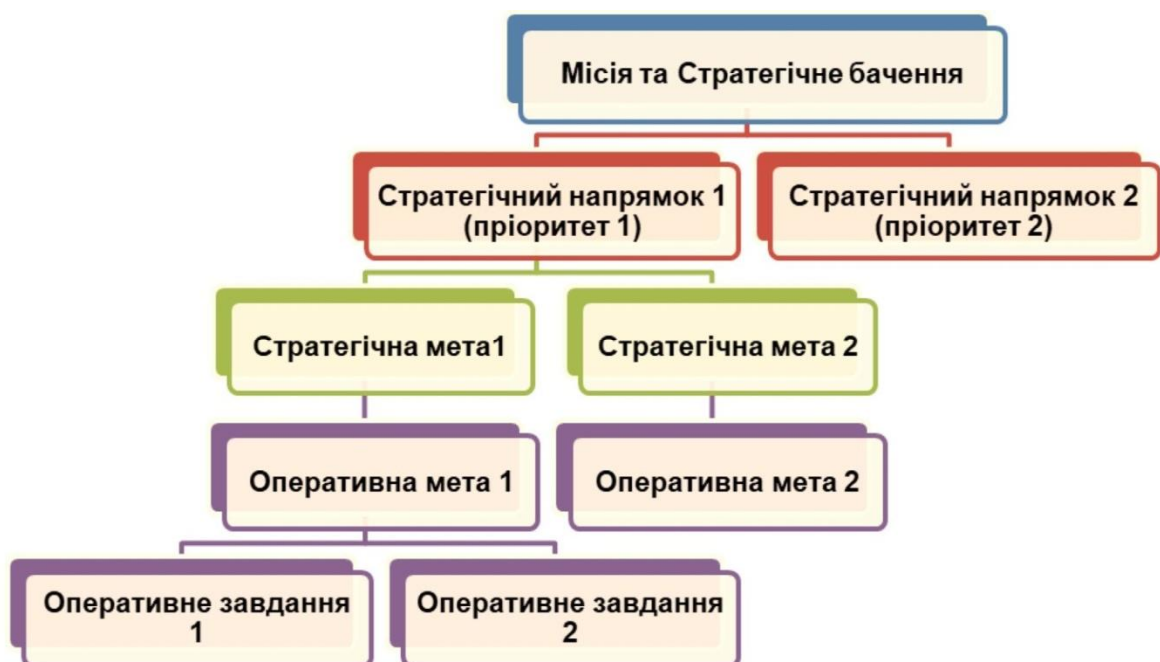 Місія та Стратегічне бачення
Стратегічний напрямок 1
(пріоритет 1)
Стратегічний напрямок 2
(пріоритет 2)
Стратегічна мета1
Стратегічна мета 2
Оперативна мета 1
Оперативна мета 2
Оперативне завдання
1
Оперативне завдання
2